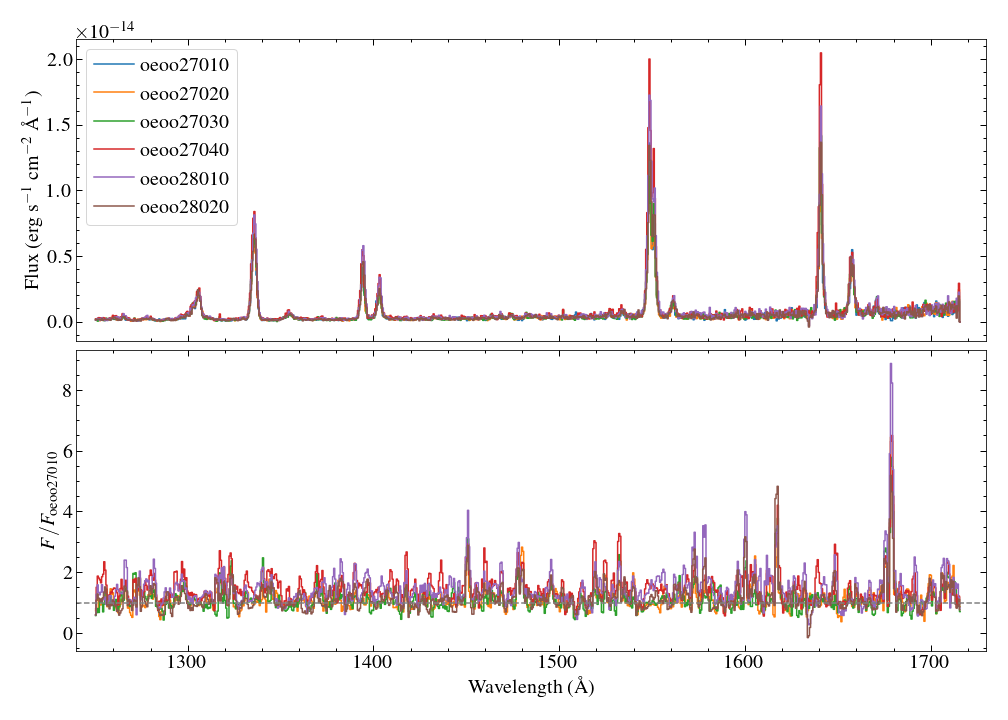 ×10⁻¹⁴
Flux (erg s⁻¹ cm⁻² Å⁻¹)
2.0
1.5
1.0
0.5
0.0
oeoo27010
oeoo27020
oeoo27030
oeoo27040
oeoo28010
oeoo28020
F/Foeoo27010
8
6
4
2
0
1300 1400 1500 1600 1700
Wavelength (Å)